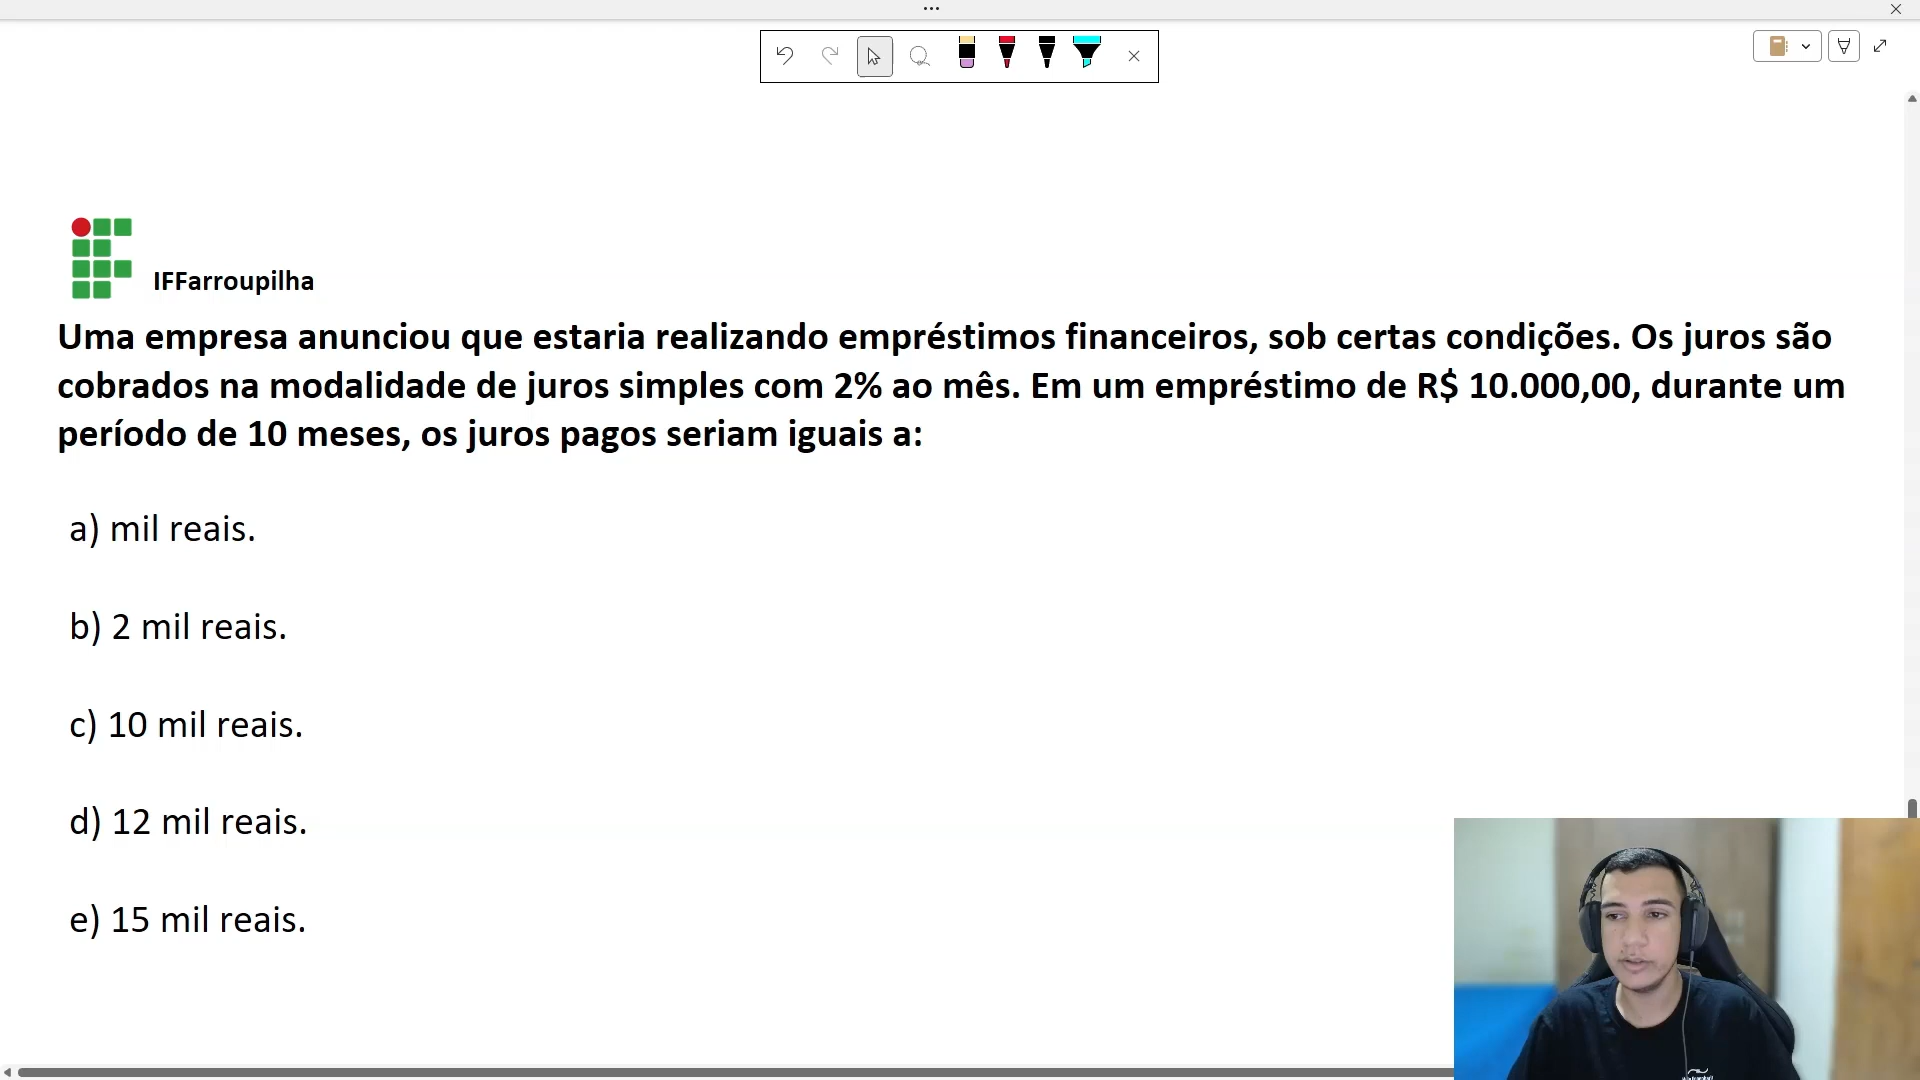 IFFarroupilha
Uma empresa anunciou que estaria realizando empréstimos financeiros, sob certas condições. Os juros são
cobrados na modalidade de juros simples com 2% ao mês. Em um empréstimo de R$ 10.000,00, durante um
período de 10 meses, os juros pagos seriam iguais a:
a) mil reais.
b) 2 mil reais.
c) 10 mil reais.
d) 12 mil reais.
e) 15 mil reais.